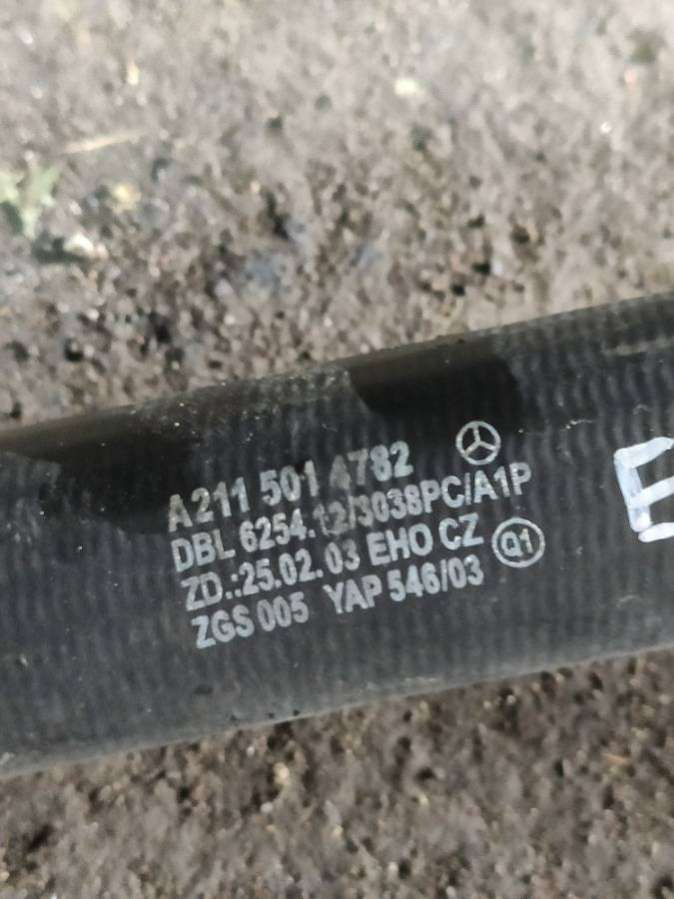 A211 501 4782
DBL 6254.12/3038PC/A1P
ZD.:25.02.03 EHO CZ Q1
ZGS 005 YAP 546/03
E